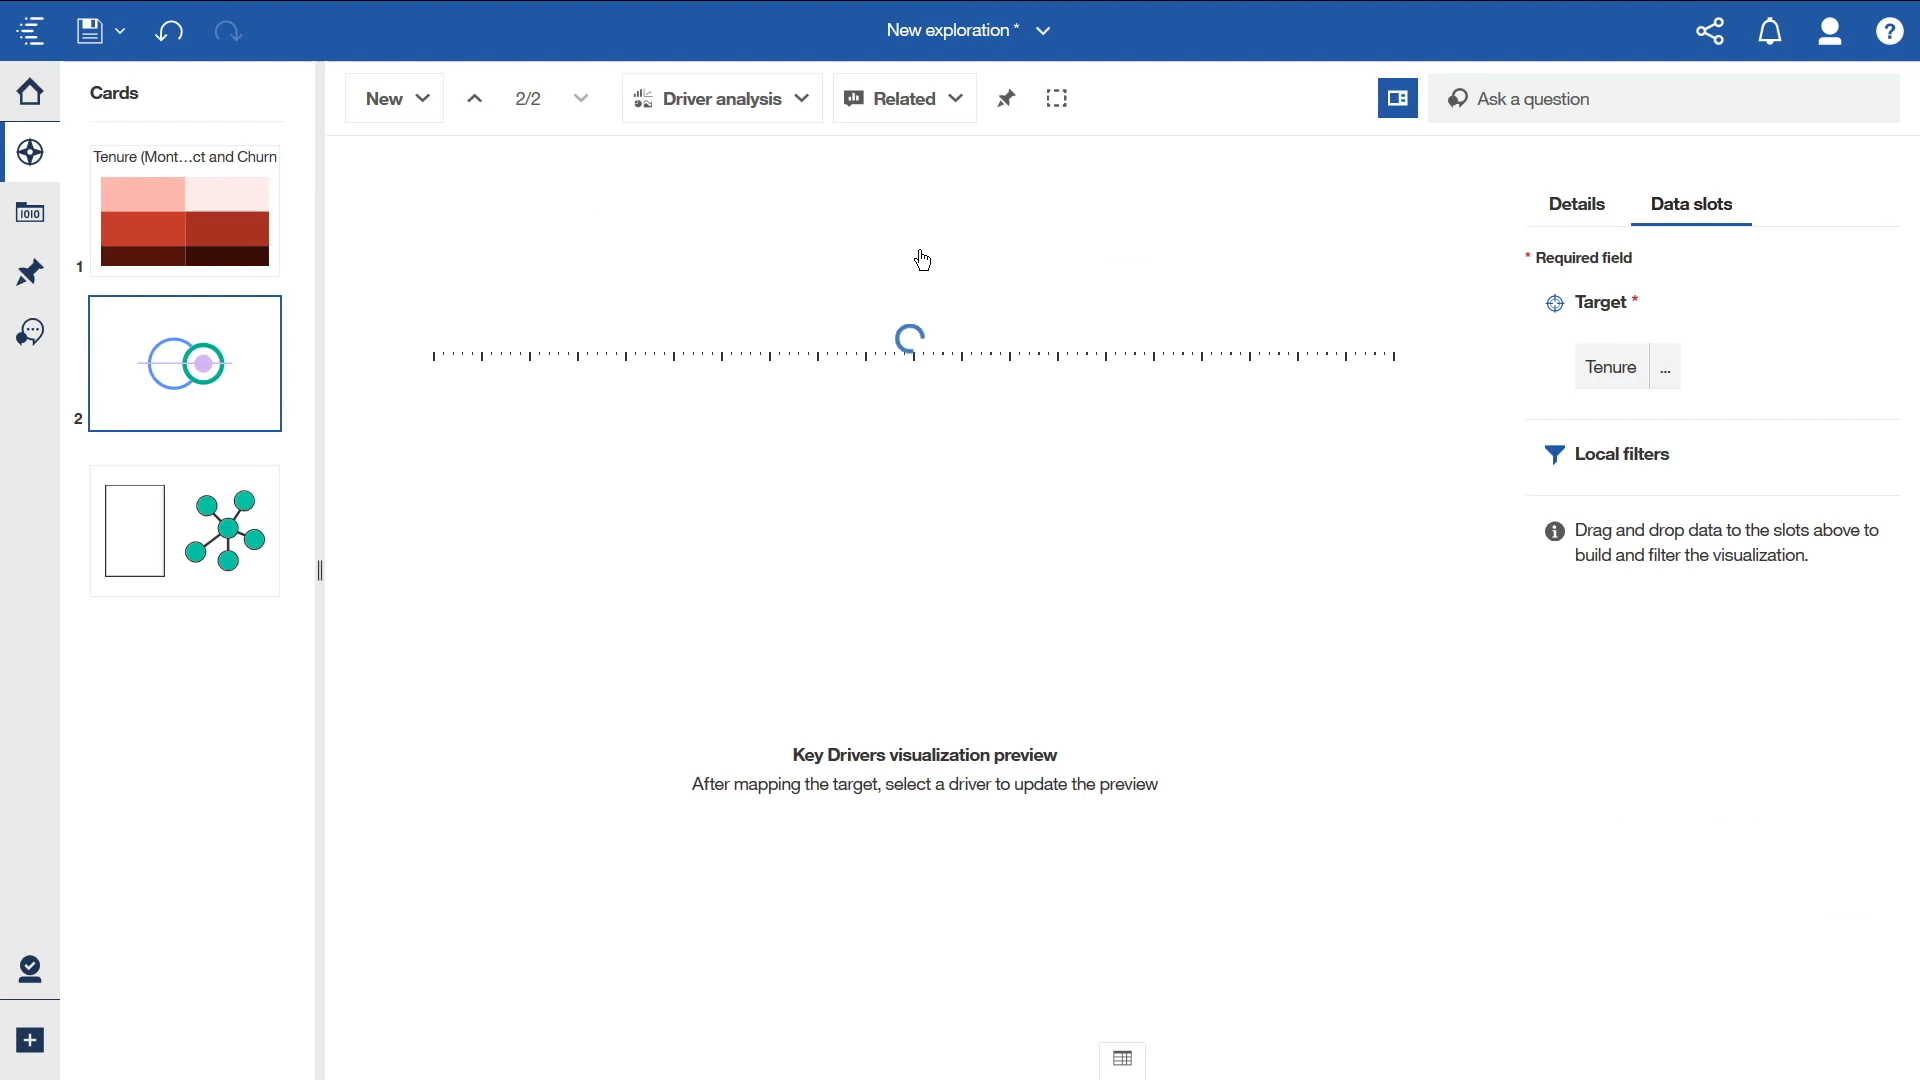 New exploration *
?
Cards
New
2/2
Driver analysis
Related
Ask a question
Tenure (Mont...ct and Churn
1
2
1010
Details
Data slots
* Required field
Target *
Tenure
...
Local filters
Drag and drop data to the slots above to
build and filter the visualization.
Key Drivers visualization preview
After mapping the target, select a driver to update the preview